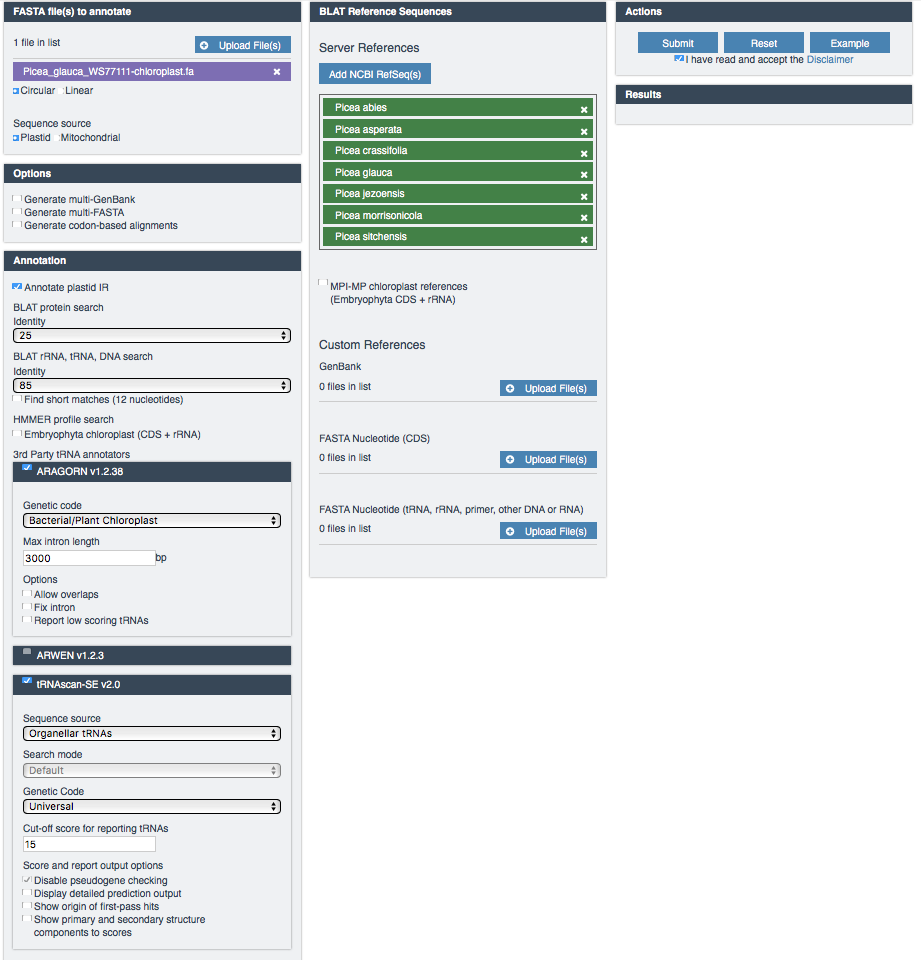 FASTA file(s) to annotate
1 file in list
Upload File(s)
Picea_glauca_WS77111-chloroplast.fa
Circular Linear
Sequence source
Plastid Mitochondrial
Options
Generate multi-GenBank
Generate multi-FASTA
Generate codon-based alignments
Annotation
Annotate plastid IR
BLAT protein search
Identity
25
BLAT rRNA, tRNA, DNA search
Identity
85
Find short matches (12 nucleotides)
HMMER profile search
Embryophyta chloroplast (CDS + rRNA)
3rd Party tRNA annotators
ARAGORN v1.2.38
Genetic code
Bacterial/Plant Chloroplast
Max intron length
3000 bp
Options
Allow overlaps
Fix intron
Report low scoring tRNAs
ARWEN v1.2.3
tRNAscan-SE v2.0
Sequence source
Organellar tRNAs
Search mode
Default
Genetic Code
Universal
Cut-off score for reporting tRNAs
15
Score and report output options
Disable pseudogene checking
Display detailed prediction output
Show origin of first-pass hits
Show primary and secondary structure
components to scores
BLAT Reference Sequences
Server References
Add NCBI RefSeq(s)
Picea abies
Picea asperata
Picea crassifolia
Picea glauca
Picea jezoensis
Picea morrisonicola
Picea sitchensis
MPI-MP chloroplast references
(Embryophyta CDS + rRNA)
Custom References
GenBank
0 files in list
Upload File(s)
FASTA Nucleotide (CDS)
0 files in list
Upload File(s)
FASTA Nucleotide (tRNA, rRNA, primer, other DNA or RNA)
0 files in list
Upload File(s)
Actions
Submit
Reset
Example
I have read and accept the Disclaimer
Results